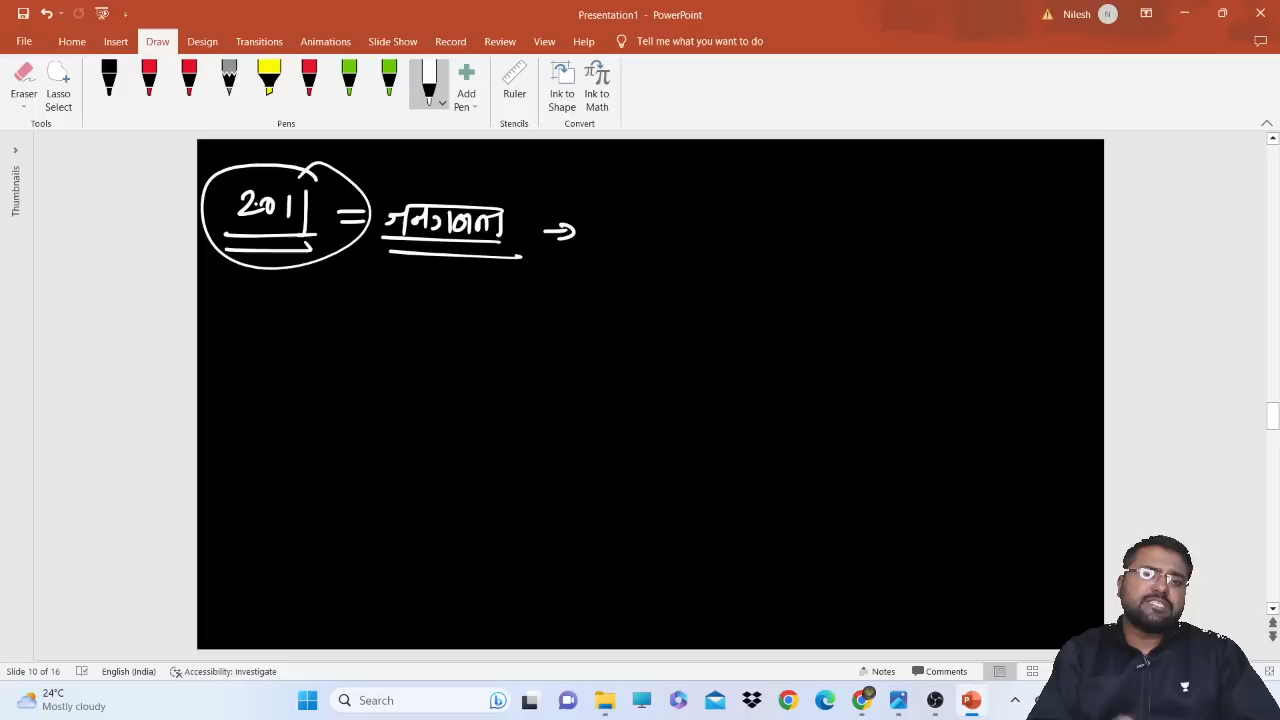 Presentation1 - PowerPoint
Nilesh N
File Home Insert Draw Design Transitions Animations Slide Show Record Review View Help Tell me what you want to do
Eraser Lasso Select Add Pen Ruler Ink to Shape Ink to Math
Tools Pens Stencils Convert
Thumbnails
2011 = जनगणना →
Slide 10 of 16 English (India) Accessibility: Investigate Notes Comments
24°C
Mostly cloudy
Search